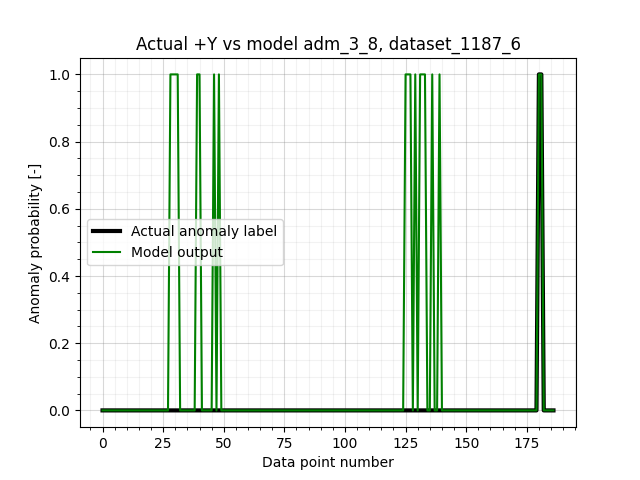 Actual +Y vs model adm_3_8, dataset_1187_6
Anomaly probability [-]
1.0
0.8
0.6
0.4
0.2
0.0
Actual anomaly label
Model output
0 25 50 75 100 125 150 175
Data point number